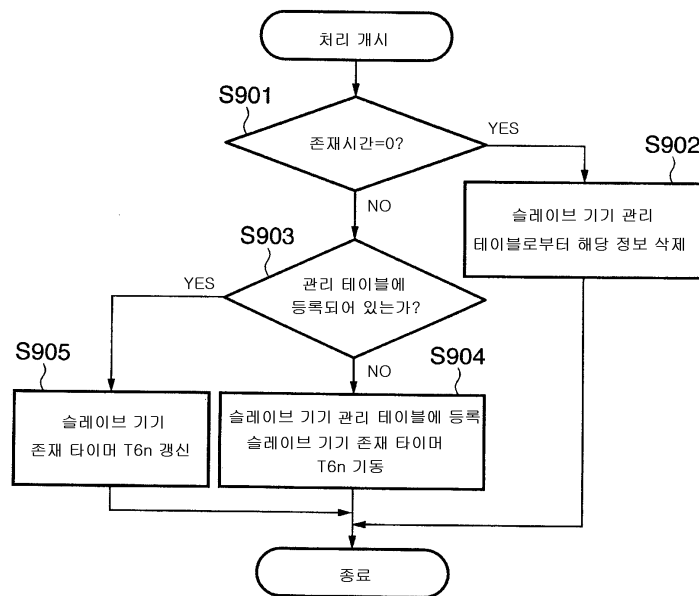 처리 개시
S901
존재시간=0?
YES
S902
NO
슬레이브 기기 관리
테이블로부터 해당 정보 삭제
S903
관리 테이블에
등록되어 있는가?
YES
S905
NO
S904
슬레이브 기기
존재 타이머 T6n 갱신
슬레이브 기기 관리 테이블에 등록
슬레이브 기기 존재 타이머
T6n 기동
종료